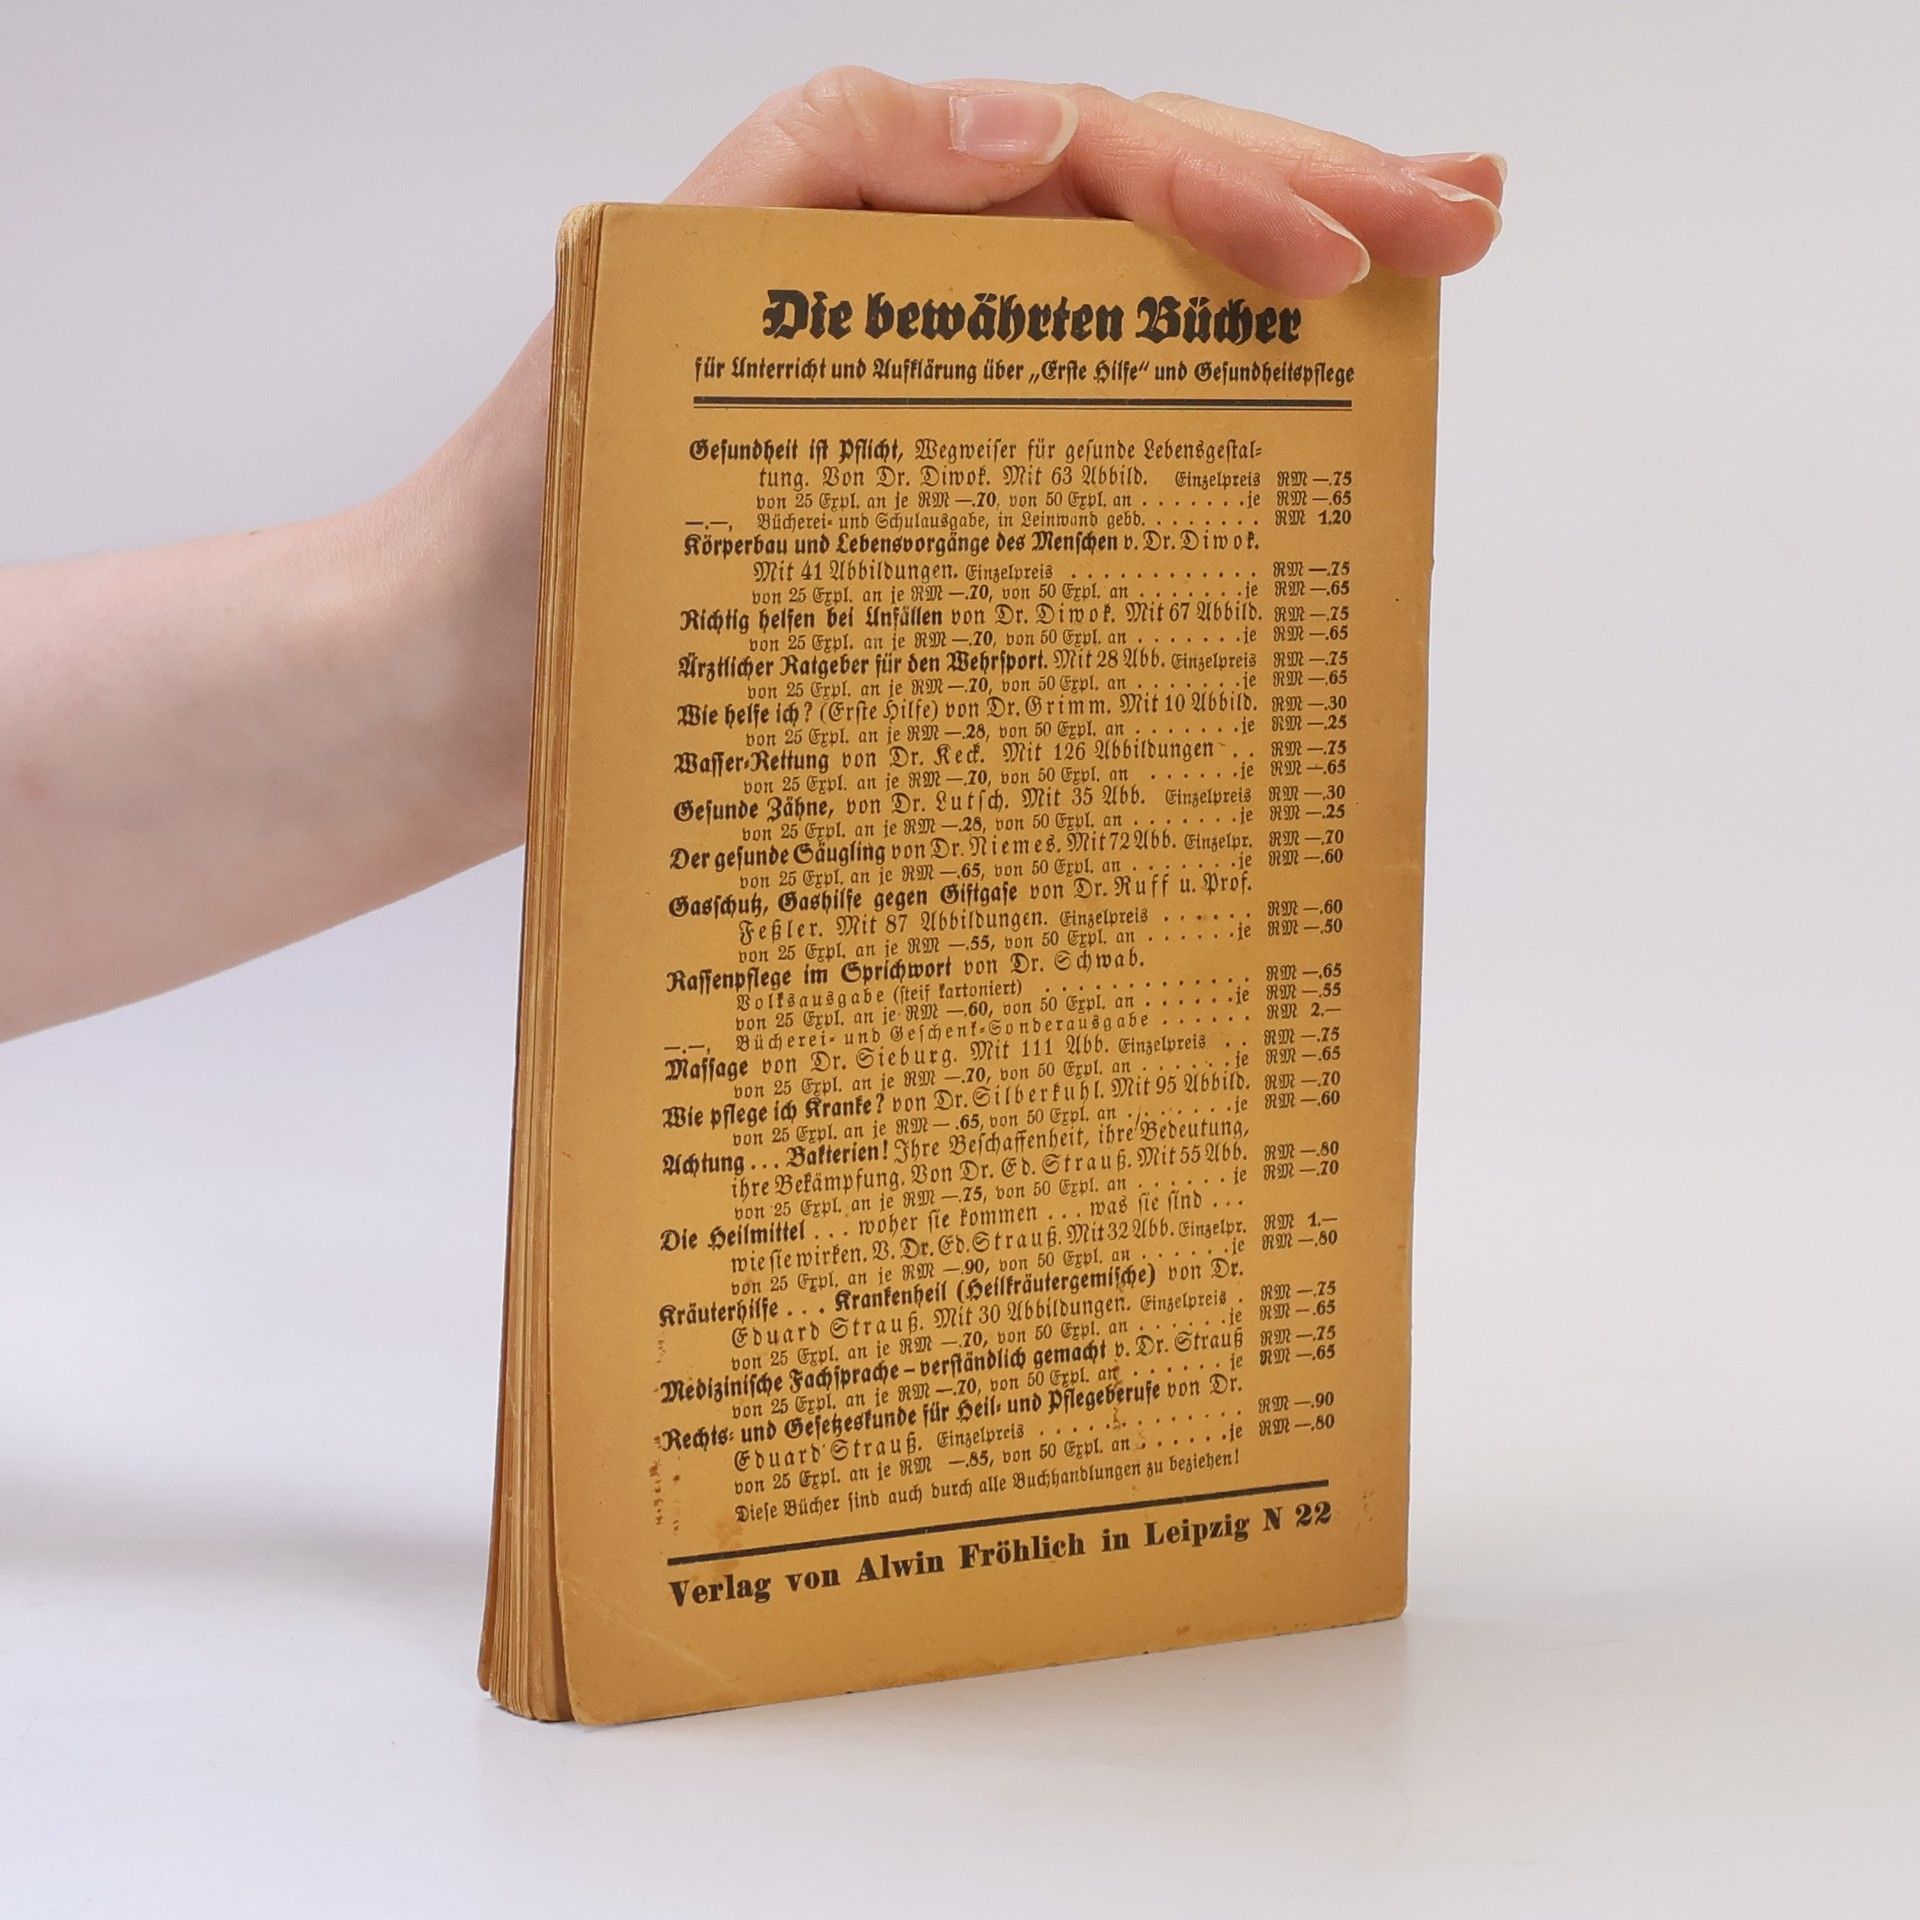 Die bewährten Bücher
für Unterricht und Aufklärung über „Erste Hilfe“ und Gesundheitspflege
Gesundheit ist Pflicht, Wegweiser für gesunde Lebensgestal-
tung. Von Dr. Diwok. Mit 63 Abbild. Einzelpreis RM —.75
von 25 Expl. an je RM —.70, von 50 Expl. an . . . . . . . je RM —.65
—.—, Bücherei- und Schulausgabe, in Leinwand gebd. . . . . . . . RM 1.20
Körperbau und Lebensvorgänge des Menschen v. Dr. Diwok.
Mit 41 Abbildungen. Einzelpreis . . . . . . . . . . . . RM —.75
von 25 Expl. an je RM —.70, von 50 Expl. an . . . . . . . je RM —.65
Richtig helfen bei Unfällen von Dr. Diwok. Mit 67 Abbild. RM —.75
von 25 Expl. an je RM —.70, von 50 Expl. an . . . . . . . je RM —.65
Ärztlicher Ratgeber für den Wehrsport. Mit 28 Abb. Einzelpreis RM —.75
von 25 Expl. an je RM —.70, von 50 Expl. an . . . . . . . je RM —.65
Wie helfe ich? (Erste Hilfe) von Dr. Grimm. Mit 10 Abbild. RM —.30
von 25 Expl. an je RM —.28, von 50 Expl. an . . . . . . . je RM —.25
Wasser-Rettung von Dr. Keck. Mit 126 Abbildungen . . RM —.75
von 25 Expl. an je RM —.70, von 50 Expl. an . . . . . . je RM —.65
Gesunde Zähne, von Dr. Lutsch. Mit 35 Abb. Einzelpreis RM —.30
von 25 Expl. an je RM —.28, von 50 Expl. an . . . . . . . je RM —.25
Der gesunde Säugling von Dr. Niemes. Mit 72 Abb. Einzelpr. RM —.70
von 25 Expl. an je RM —.65, von 50 Expl. an . . . . . . . je RM —.60
Gasschutz, Gashilfe gegen Giftgase von Dr. Ruff u. Prof.
Feßler. Mit 87 Abbildungen. Einzelpreis . . . . . . RM —.60
von 25 Expl. an je RM —.55, von 50 Expl. an . . . . . . je RM —.50
Rassenpflege im Sprichwort von Dr. Schwab.
Volksausgabe (steif kartoniert) . . . . . . . . . . . . . RM —.65
von 25 Expl. an je RM —.60, von 50 Expl. an . . . . . . je RM —.55
—.—, Bücherei- und Geschenk-Sonderausgabe . . . . . . RM 2.—
Massage von Dr. Sieburg. Mit 111 Abb. Einzelpreis . . RM —.75
von 25 Expl. an je RM —.70, von 50 Expl. an . . . . . . je RM —.65
Wie pflege ich Kranke? von Dr. Silberkuhl. Mit 95 Abbild. RM —.70
von 25 Expl. an je RM —.65, von 50 Expl. an . . . . . . . je RM —.60
Achtung ... Bakterien! Ihre Beschaffenheit, ihre Bedeutung,
ihre Bekämpfung. Von Dr. Ed. Strauß. Mit 55 Abb. RM —.80
von 25 Expl. an je RM —.75, von 50 Expl. an . . . . . . je RM —.70
Die Heilmittel ... woher sie kommen ... was sie sind ...
wie sie wirken. V. Dr. Ed. Strauß. Mit 32 Abb. Einzelpr. RM 1.—
von 25 Expl. an je RM —.90, von 50 Expl. an . . . . . . je RM —.80
Kräuterhilfe ... Krankenheil (Heilkräutergemische) von Dr.
Eduard Strauß. Mit 30 Abbildungen. Einzelpreis . RM —.75
von 25 Expl. an je RM —.70, von 50 Expl. an . . . . . . je RM —.65
Medizinische Fachsprache – verständlich gemacht v. Dr. Strauß RM —.75
von 25 Expl. an je RM —.70, von 50 Expl. an . . . . . . je RM —.65
Rechts- und Gesetzeskunde für Heil- und Pflegeberufe von Dr.
Eduard Strauß. Einzelpreis . . . . . . . . . . . . . RM —.90
von 25 Expl. an je RM —.85, von 50 Expl. an . . . . . . je RM —.80
Diese Bücher sind auch durch alle Buchhandlungen zu beziehen!
Verlag von Alwin Fröhlich in Leipzig N 22